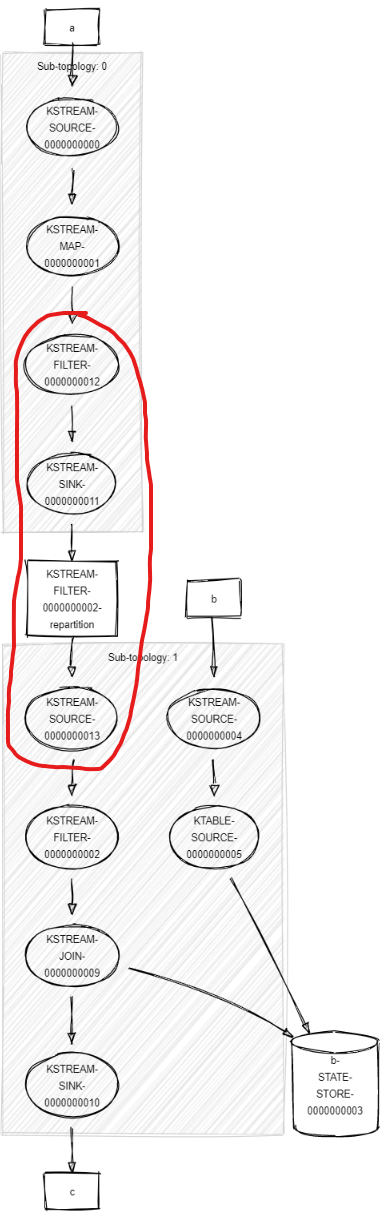 a
Sub-topology: 0
KSTREAM-
SOURCE-
0000000000
KSTREAM-
MAP-
0000000001
KSTREAM-
FILTER-
0000000012
KSTREAM-
SINK-
0000000011
KSTREAM-
FILTER-
0000000002-
repartition
b
Sub-topology: 1
KSTREAM-
SOURCE-
0000000013
KSTREAM-
SOURCE-
0000000004
KSTREAM-
FILTER-
0000000002
KTABLE-
SOURCE-
0000000005
KSTREAM-
JOIN-
0000000009
KSTREAM-
SINK-
0000000010
b-
STATE-
STORE-
0000000003
c